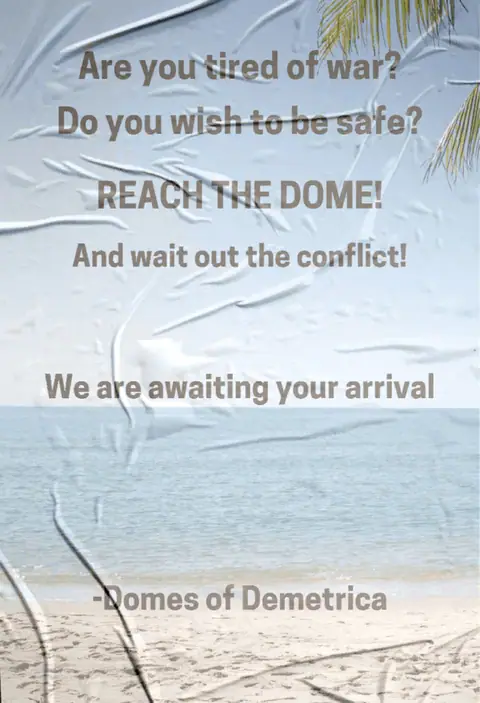 Are you tired of war?
Do you wish to be safe?
REACH THE DOME!
And wait out the conflict!
We are awaiting your arrival
-Domes of Demetrica